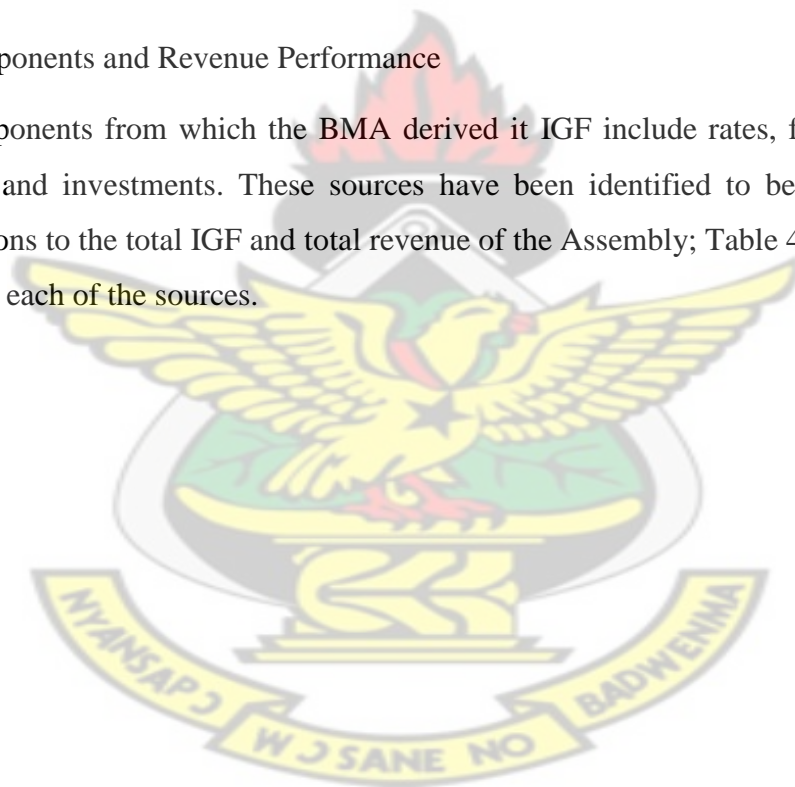 ponents and Revenue Performance
ponents from which the BMA derived it IGF include rates, f
and investments. These sources have been identified to be
ons to the total IGF and total revenue of the Assembly; Table 4
each of the sources.
NYANSAPƆ WƆSANE NO BADWENMA